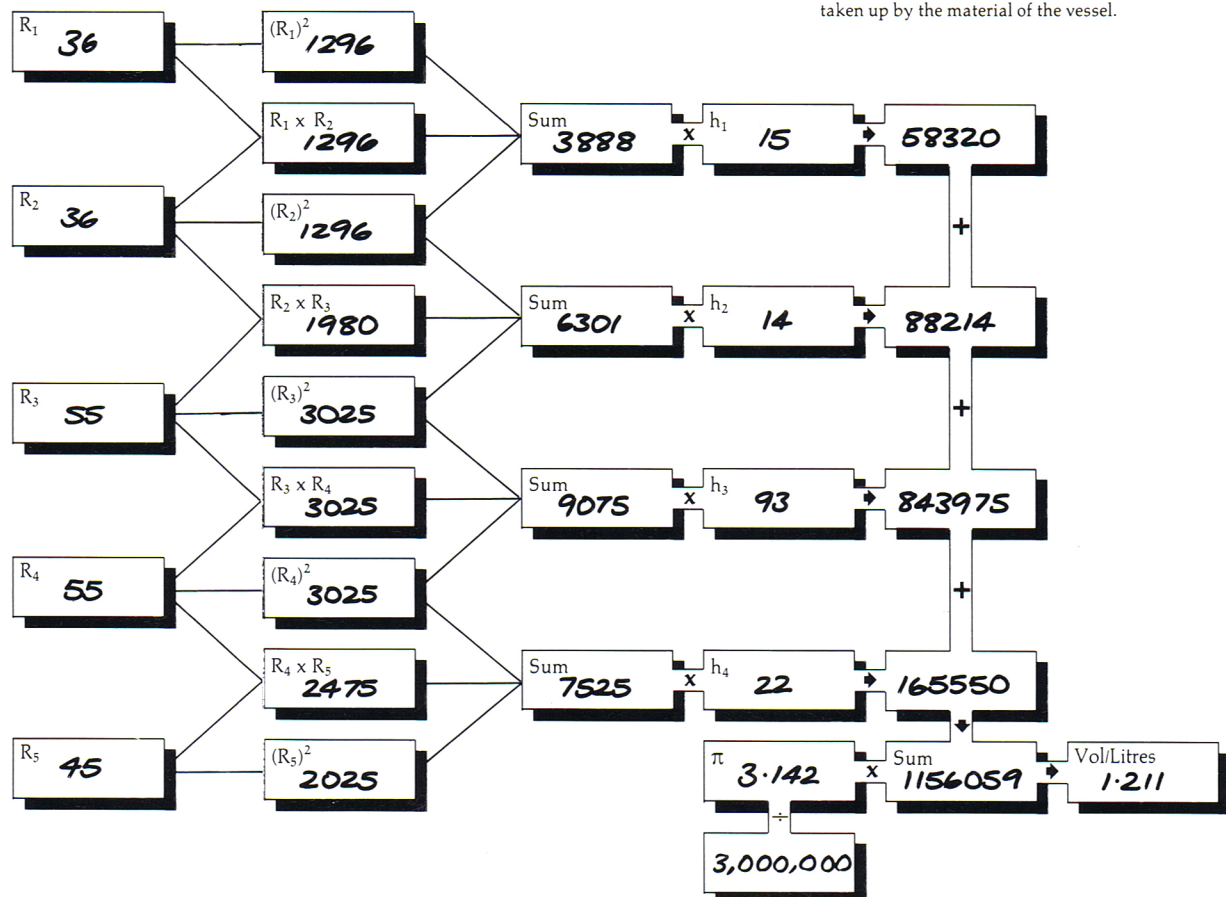 taken up by the material of the vessel.
R₁
36
(R₁)²
1296
R₁ x R₂
1296
Sum
3888
x
h₁
15
58320
R₂
36
(R₂)²
1296
+
R₂ x R₃
1980
Sum
6301
x
h₂
14
88214
R₃
55
(R₃)²
3025
+
R₃ x R₄
3025
Sum
9075
x
h₃
93
843975
R₄
55
(R₄)²
3025
+
R₄ x R₅
2475
Sum
7525
x
h₄
22
165550
R₅
45
(R₅)²
2025
π
3·142
x
Sum
1156059
Vol/Litres
1·211
÷
3,000,000